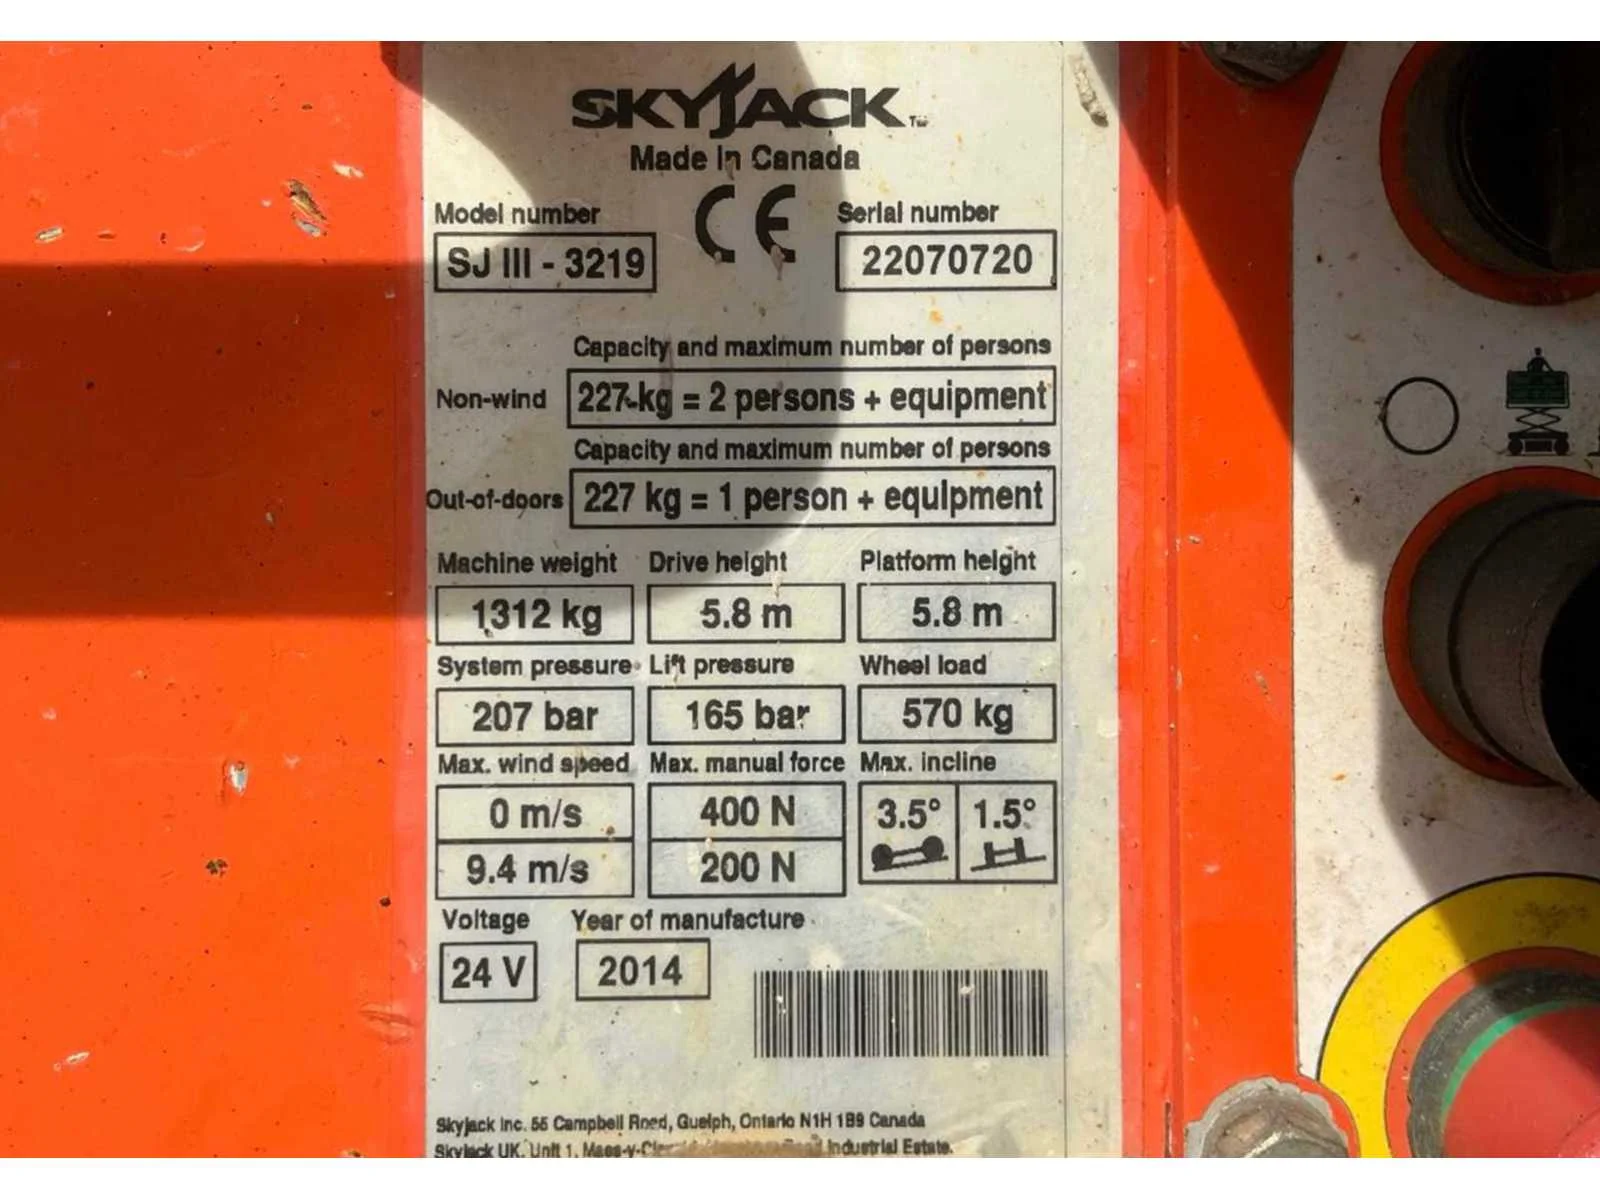 SKYJACK™
Made in Canada
CE
Model number
SJ III - 3219
Serial number
22070720
Capacity and maximum number of persons
Non-wind
227 kg = 2 persons + equipment
Capacity and maximum number of persons
Out-of-doors
227 kg = 1 person + equipment
Machine weight Drive height Platform height
1312 kg 5.8 m 5.8 m
System pressure Lift pressure Wheel load
207 bar 165 bar 570 kg
Max. wind speed Max. manual force Max. incline
0 m/s 400 N 3.5° 1.5°
9.4 m/s 200 N
Voltage Year of manufacture
24 V 2014
Skyjack Inc. 55 Campbell Road, Guelph, Ontario N1H 1B9 Canada
Skyjack UK, Unit 1, Industrial Estate.